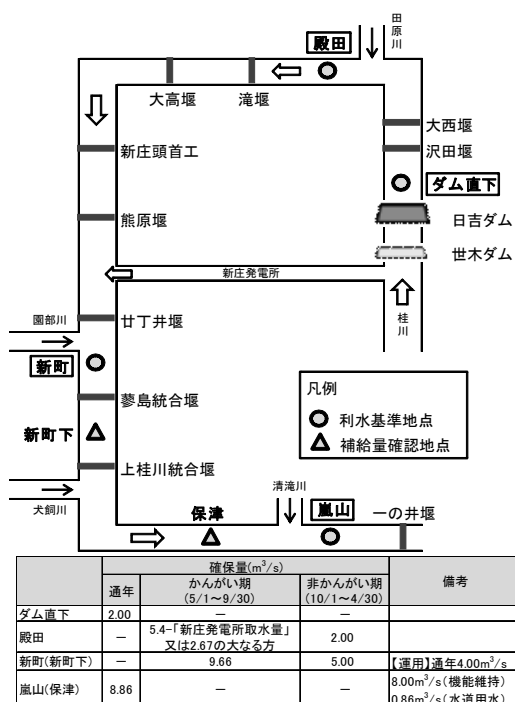 田原川
殿田
大高堰
滝堰
大西堰
沢田堰
新庄頭首工
ダム直下
熊原堰
日吉ダム
世木ダム
新庄発電所
桂川
廿丁井堰
園部川
新町
凡例
利水基準地点
補給量確認地点
蓼島統合堰
新町下
上桂川統合堰
犬飼川
清滝川
保津
嵐山
一の井堰
確保量(m³/s)
通年
かんがい期
(5/1~9/30)
非かんがい期
(10/1~4/30)
備考
ダム直下 2.00 － －
殿田 － 5.4-「新庄発電所取水量」
又は2.67の大なる方 2.00
新町(新町下) － 9.66 5.00 【運用】通年4.00m³/s
嵐山(保津) 8.86 － － 8.00m³/s(機能維持)
0.86m³/s(水道用水)